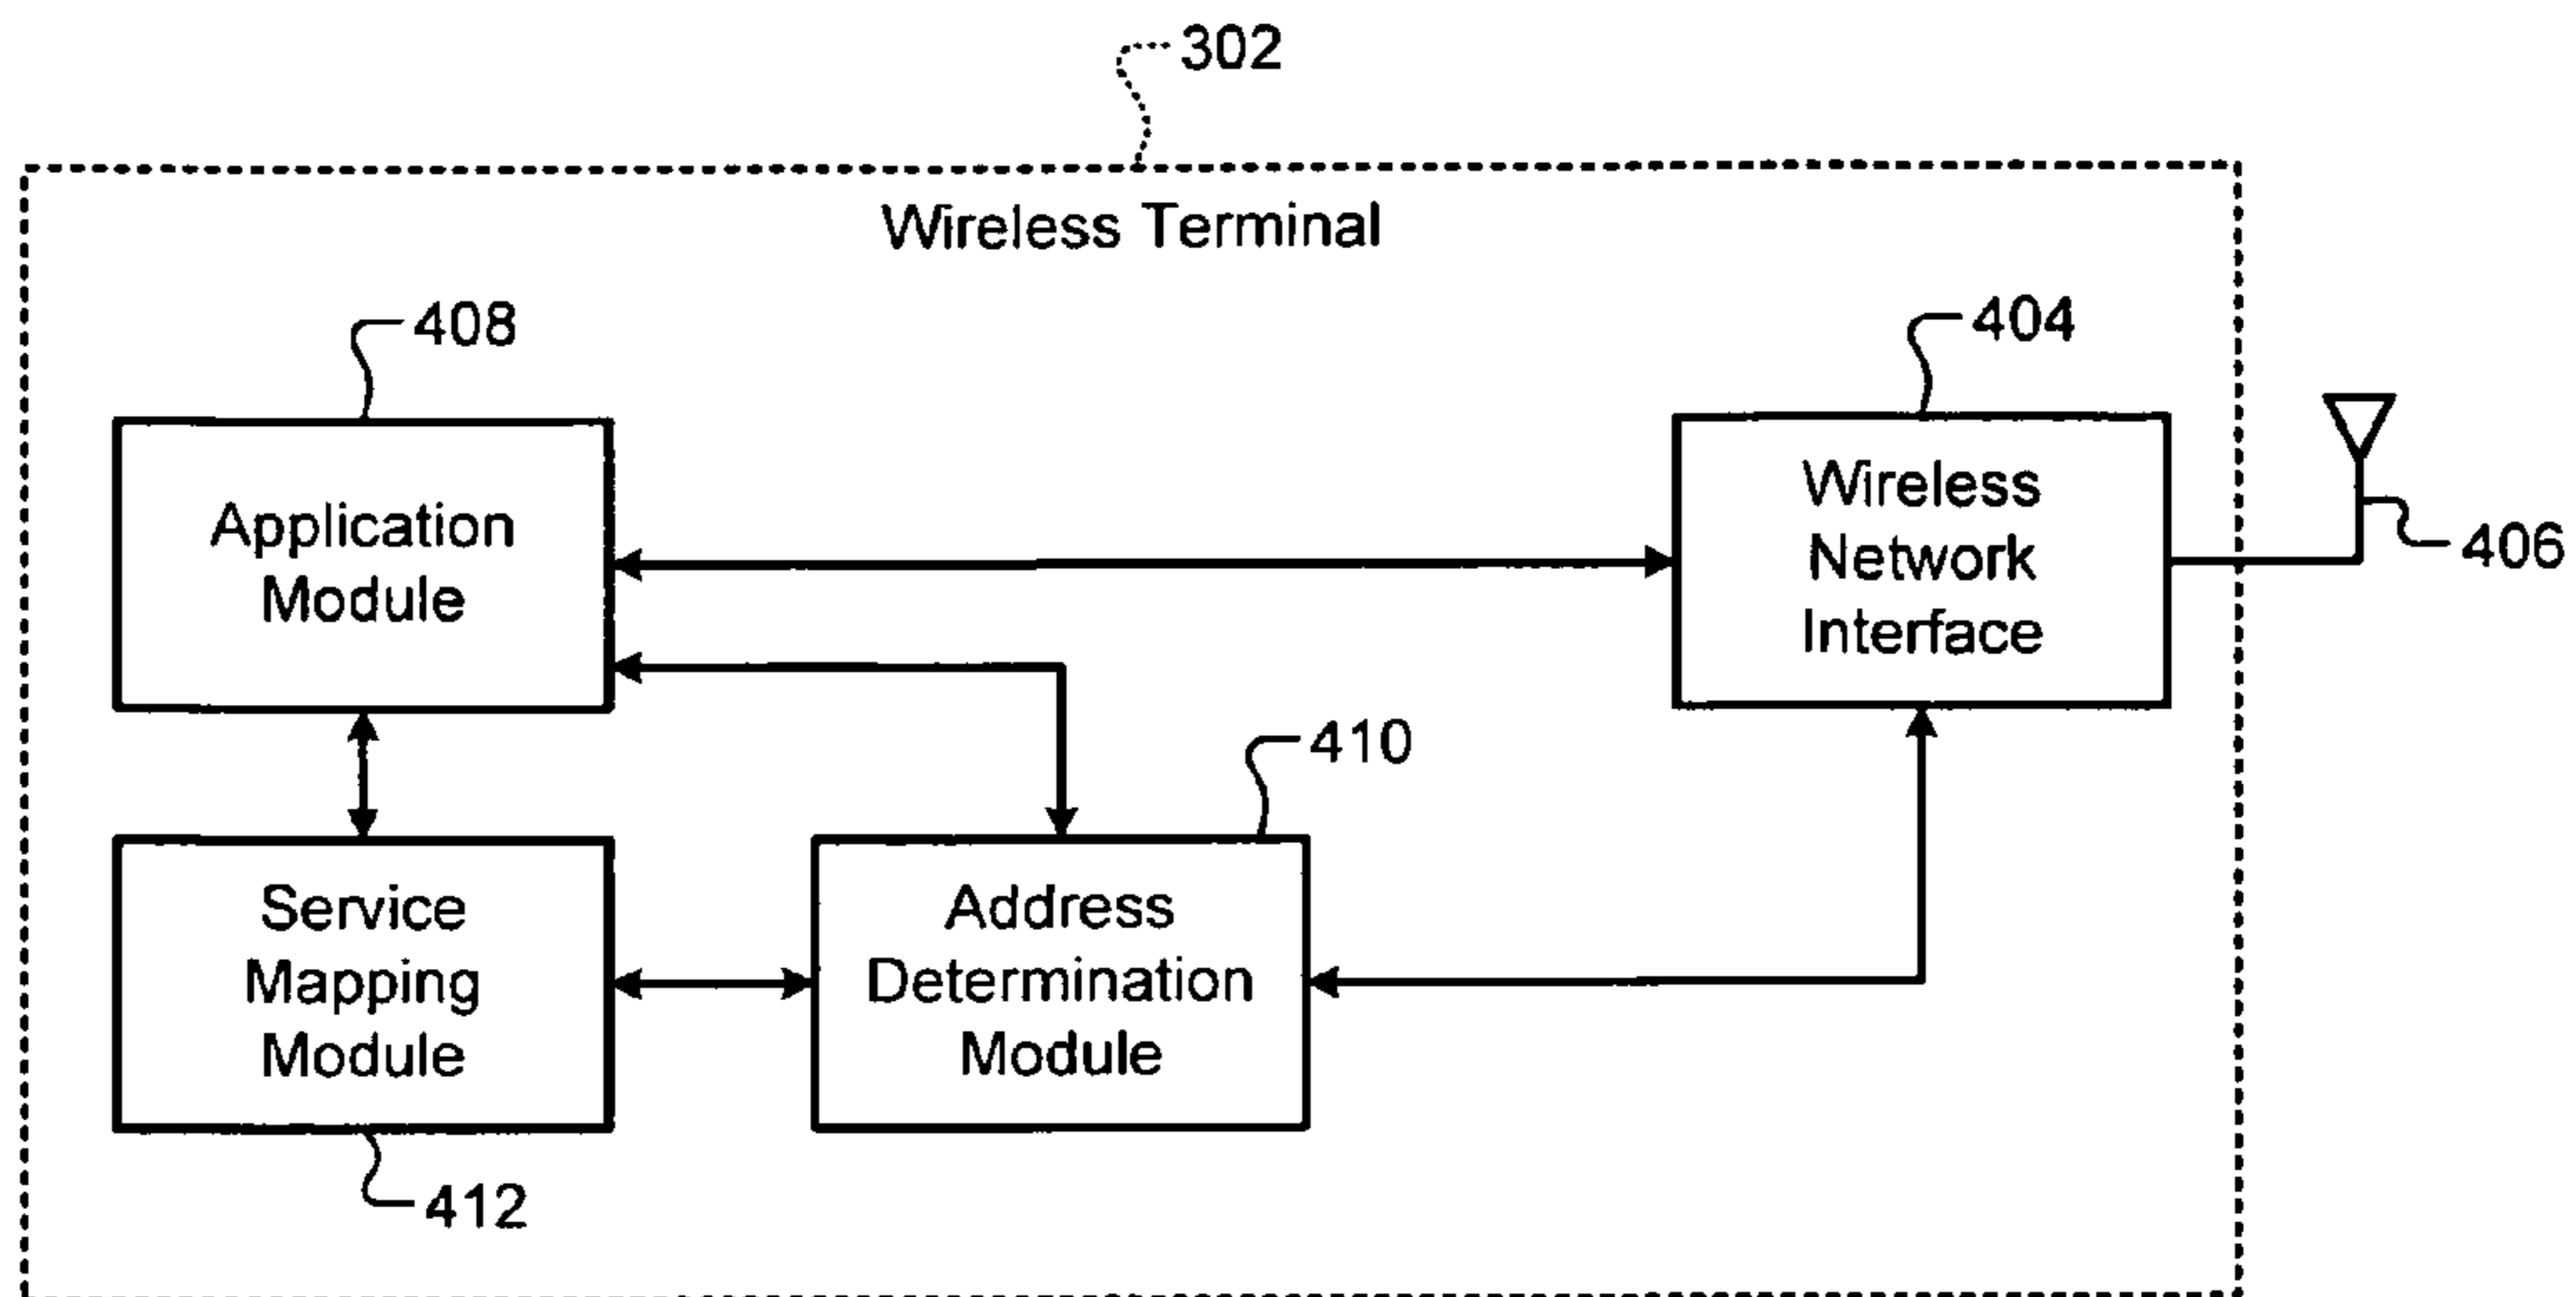 302
Wireless Terminal
408
404
Application
Module
Wireless
Network
Interface
406
410
Service
Mapping
Module
Address
Determination
Module
412